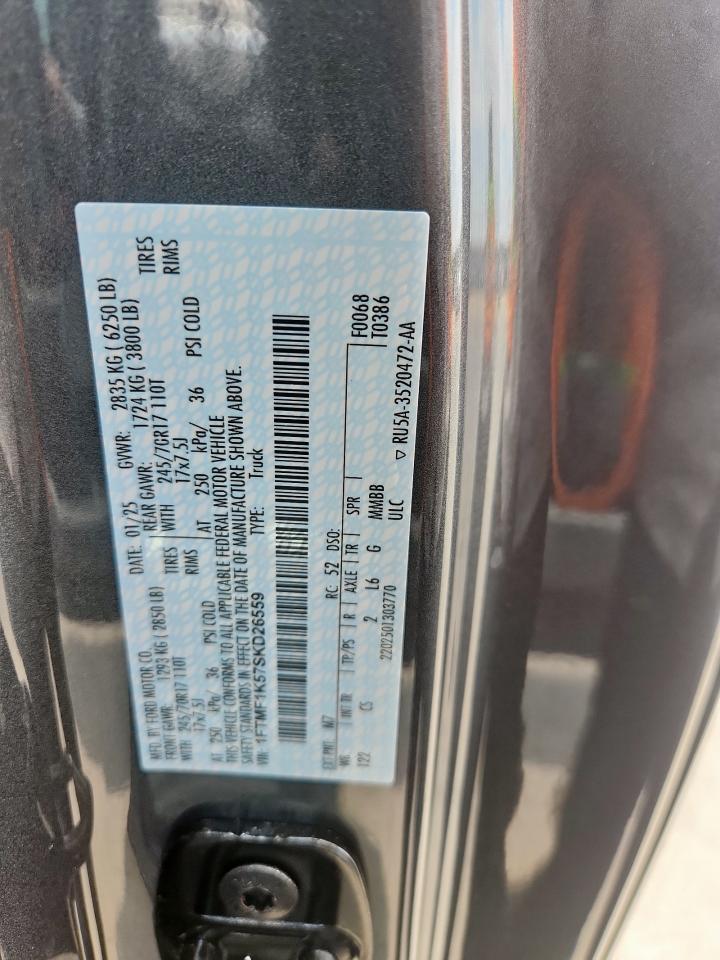 MFD. BY FORD MOTOR CO. DATE: 01/25 GVWR: 2835 KG ( 6250 LB)
FRONT GAWR: 1293 KG ( 2850 LB) REAR GAWR: 1724 KG ( 3800 LB)
WITH 245/70R17 110T TIRES WITH 245/70R17 110T TIRES
17x7.5J RIMS 17x7.5J RIMS
AT 250 kPa/ 36 PSI COLD AT 250 kPa/ 36 PSI COLD
THIS VEHICLE CONFORMS TO ALL APPLICABLE FEDERAL MOTOR VEHICLE
SAFETY STANDARDS IN EFFECT ON THE DATE OF MANUFACTURE SHOWN ABOVE.
VIN: 1FTMF1K57SKD26559 TYPE: Truck
EXT PNT: M7 RC: 52 DSO: F0068
WB INT TR TP/PS R AXLE TR SPR T0386
122 CS 2 L6 G MMBB
ULC
2202501303770 ▽ RU5A-3520472-AA